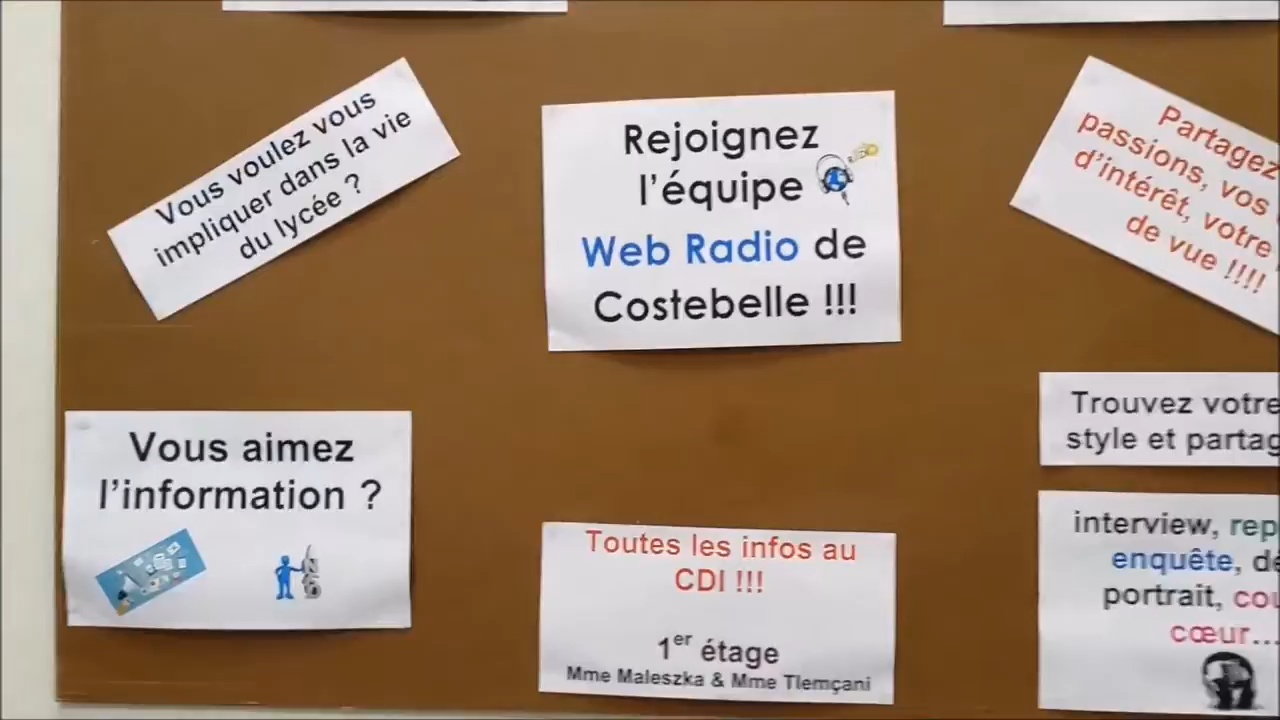 Vous voulez vous
impliquer dans la vie
du lycée ?
Rejoignez
l'équipe
Web Radio de
Costebelle !!!
Partagez
passions, vos
d'intérêt, votre
de vue !!!!
Vous aimez
l'information ?
Toutes les infos au
CDI !!!
1er étage
Mme Maleszka & Mme Tlemçani
Trouvez votre
style et partag
interview, rep
enquête, de
portrait, cou
cœur...